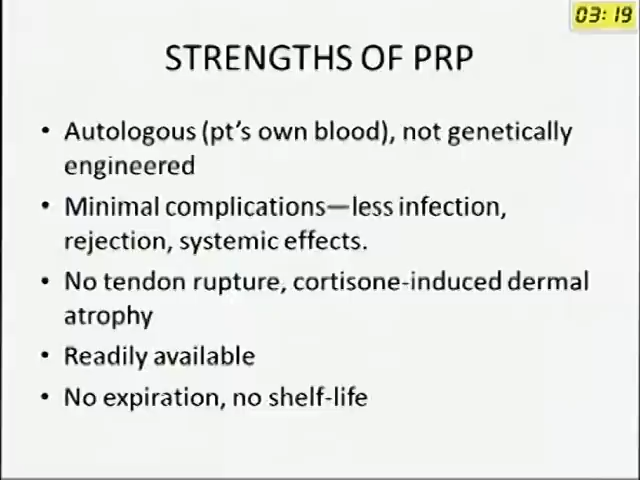 03:19
STRENGTHS OF PRP
• Autologous (pt's own blood), not genetically
engineered
• Minimal complications—less infection,
rejection, systemic effects.
• No tendon rupture, cortisone-induced dermal
atrophy
• Readily available
• No expiration, no shelf-life